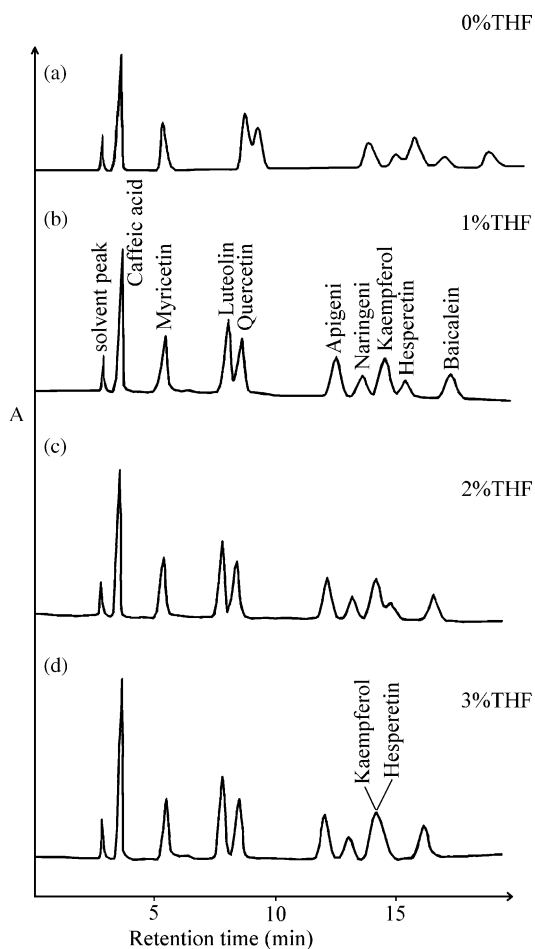 0%THF
(a)
(b)
1%THF
solvent peak
Caffeic acid
Myricetin
Luteolin
Quercetin
Apigeni
Naringeni
Kaempferol
Hesperetin
Baicalein
A
(c)
2%THF
(d)
3%THF
Kaempferol
Hesperetin
5
10
15
Retention time (min)